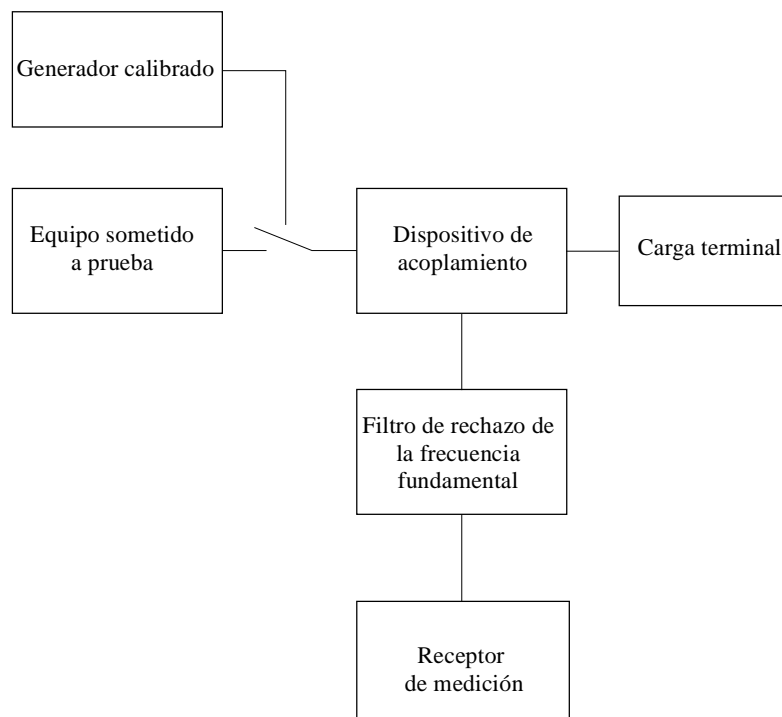 Generador calibrado
Equipo sometido
a prueba
Dispositivo de
acoplamiento
Carga terminal
Filtro de rechazo de
la frecuencia
fundamental
Receptor
de medición